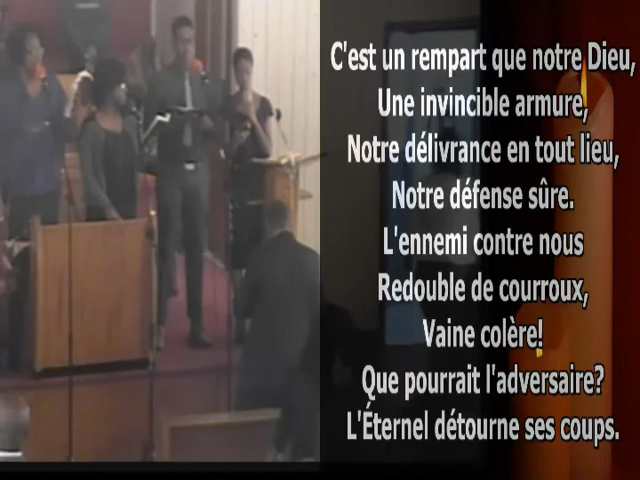 C'est un rempart que notre Dieu,
Une invincible armure,
Notre délivrance en tout lieu,
Notre défense sûre.
L'ennemi contre nous
Redouble de courroux,
Vaine colère!
Que pourrait l'adversaire?
L'Éternel détourne ses coups.